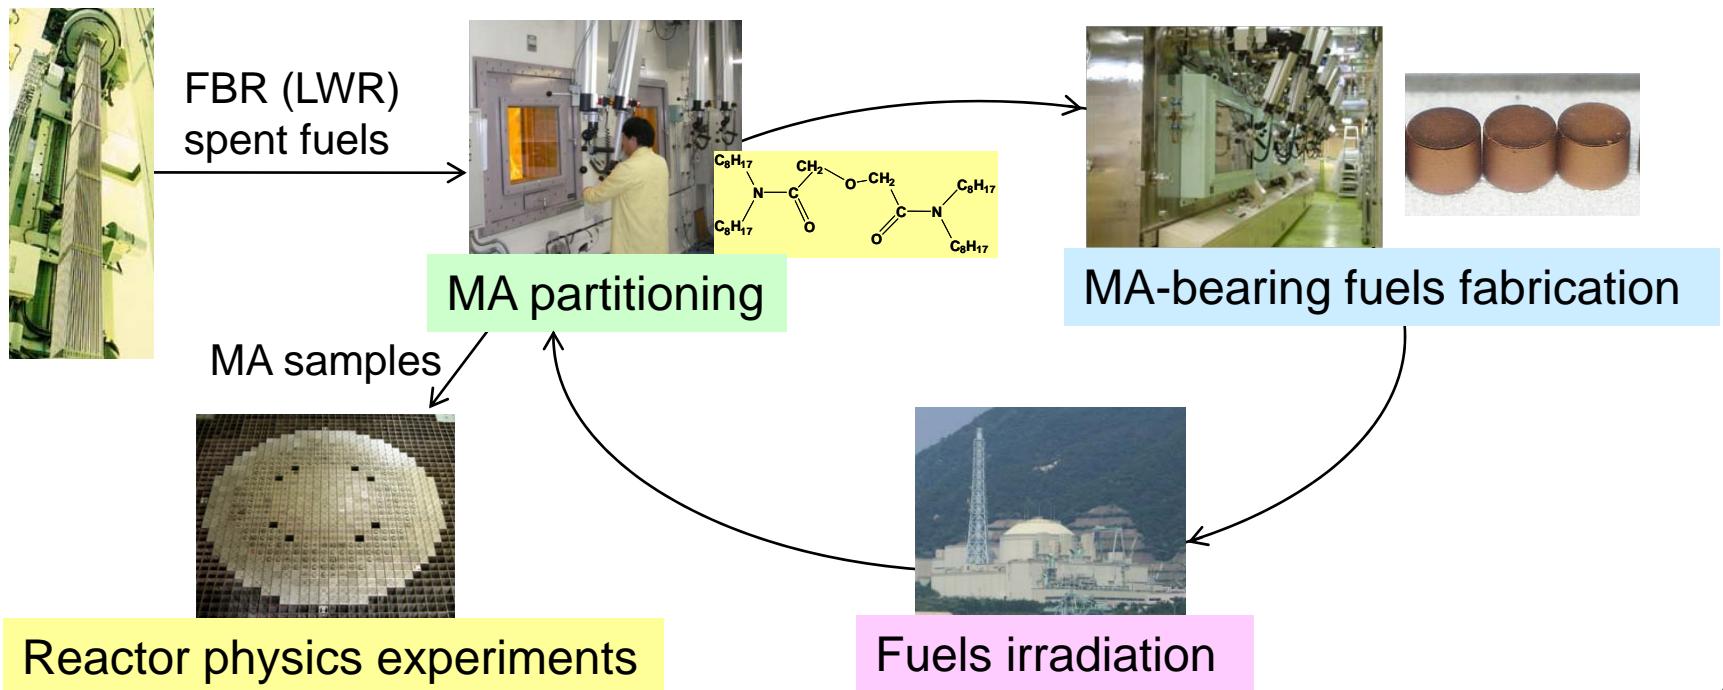 FBR (LWR)
spent fuels
C₈H₁₇
CH₂
O
CH₂
C₈H₁₇
N
C
C
N
C₈H₁₇
O
O
C₈H₁₇
MA partitioning
MA-bearing fuels fabrication
MA samples
Reactor physics experiments
Fuels irradiation